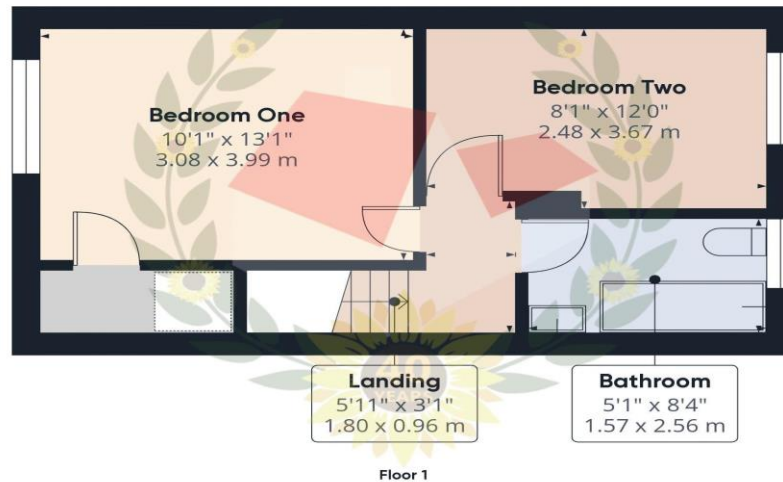 Bedroom One
10'1" x 13'1"
3.08 x 3.99 m
Bedroom Two
8'1" x 12'0"
2.48 x 3.67 m
Landing
5'11" x 3'1"
1.80 x 0.96 m
Bathroom
5'1" x 8'4"
1.57 x 2.56 m
40
YEARS
Floor 1